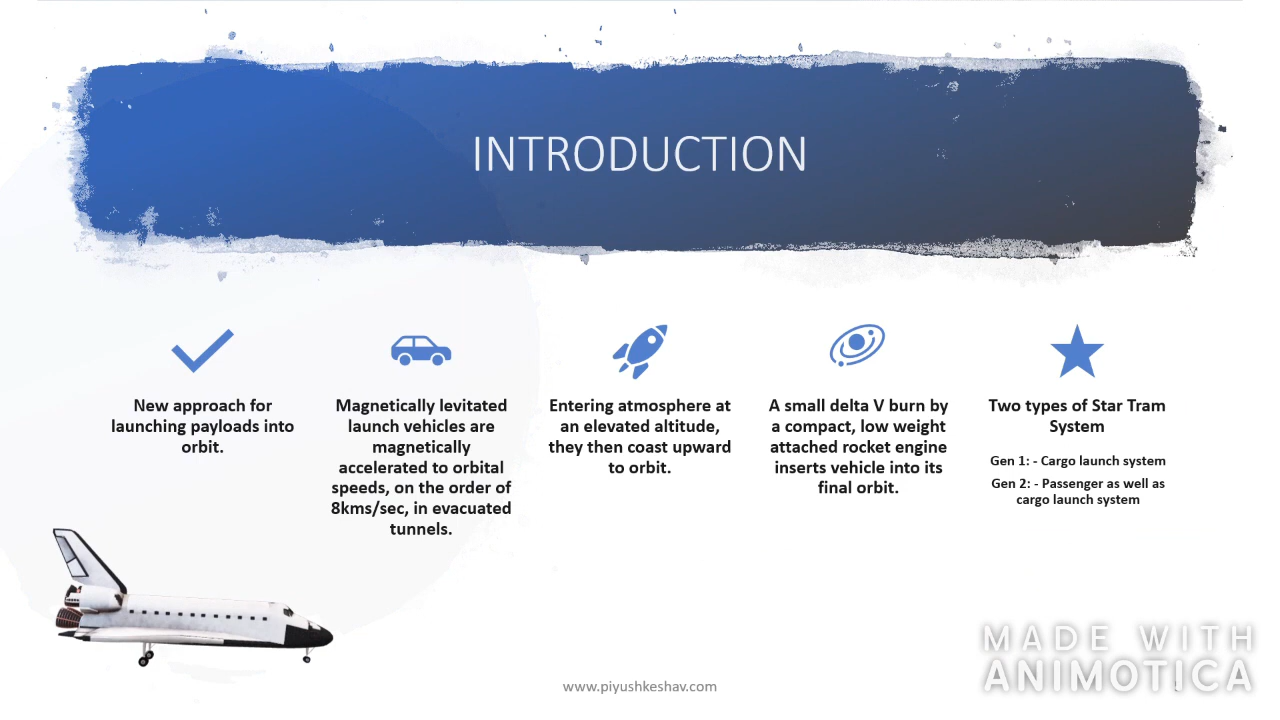 INTRODUCTION
New approach for
launching payloads into
orbit.
Magnetically levitated
launch vehicles are
magnetically
accelerated to orbital
speeds, on the order of
8kms/sec, in evacuated
tunnels.
Entering atmosphere at
an elevated altitude,
they then coast upward
to orbit.
A small delta V burn by
a compact, low weight
attached rocket engine
inserts vehicle into its
final orbit.
Two types of Star Tram
System
Gen 1: - Cargo launch system
Gen 2: - Passenger as well as
cargo launch system
www.piyushkeshav.com
MADE WITH
ANIMOTICA